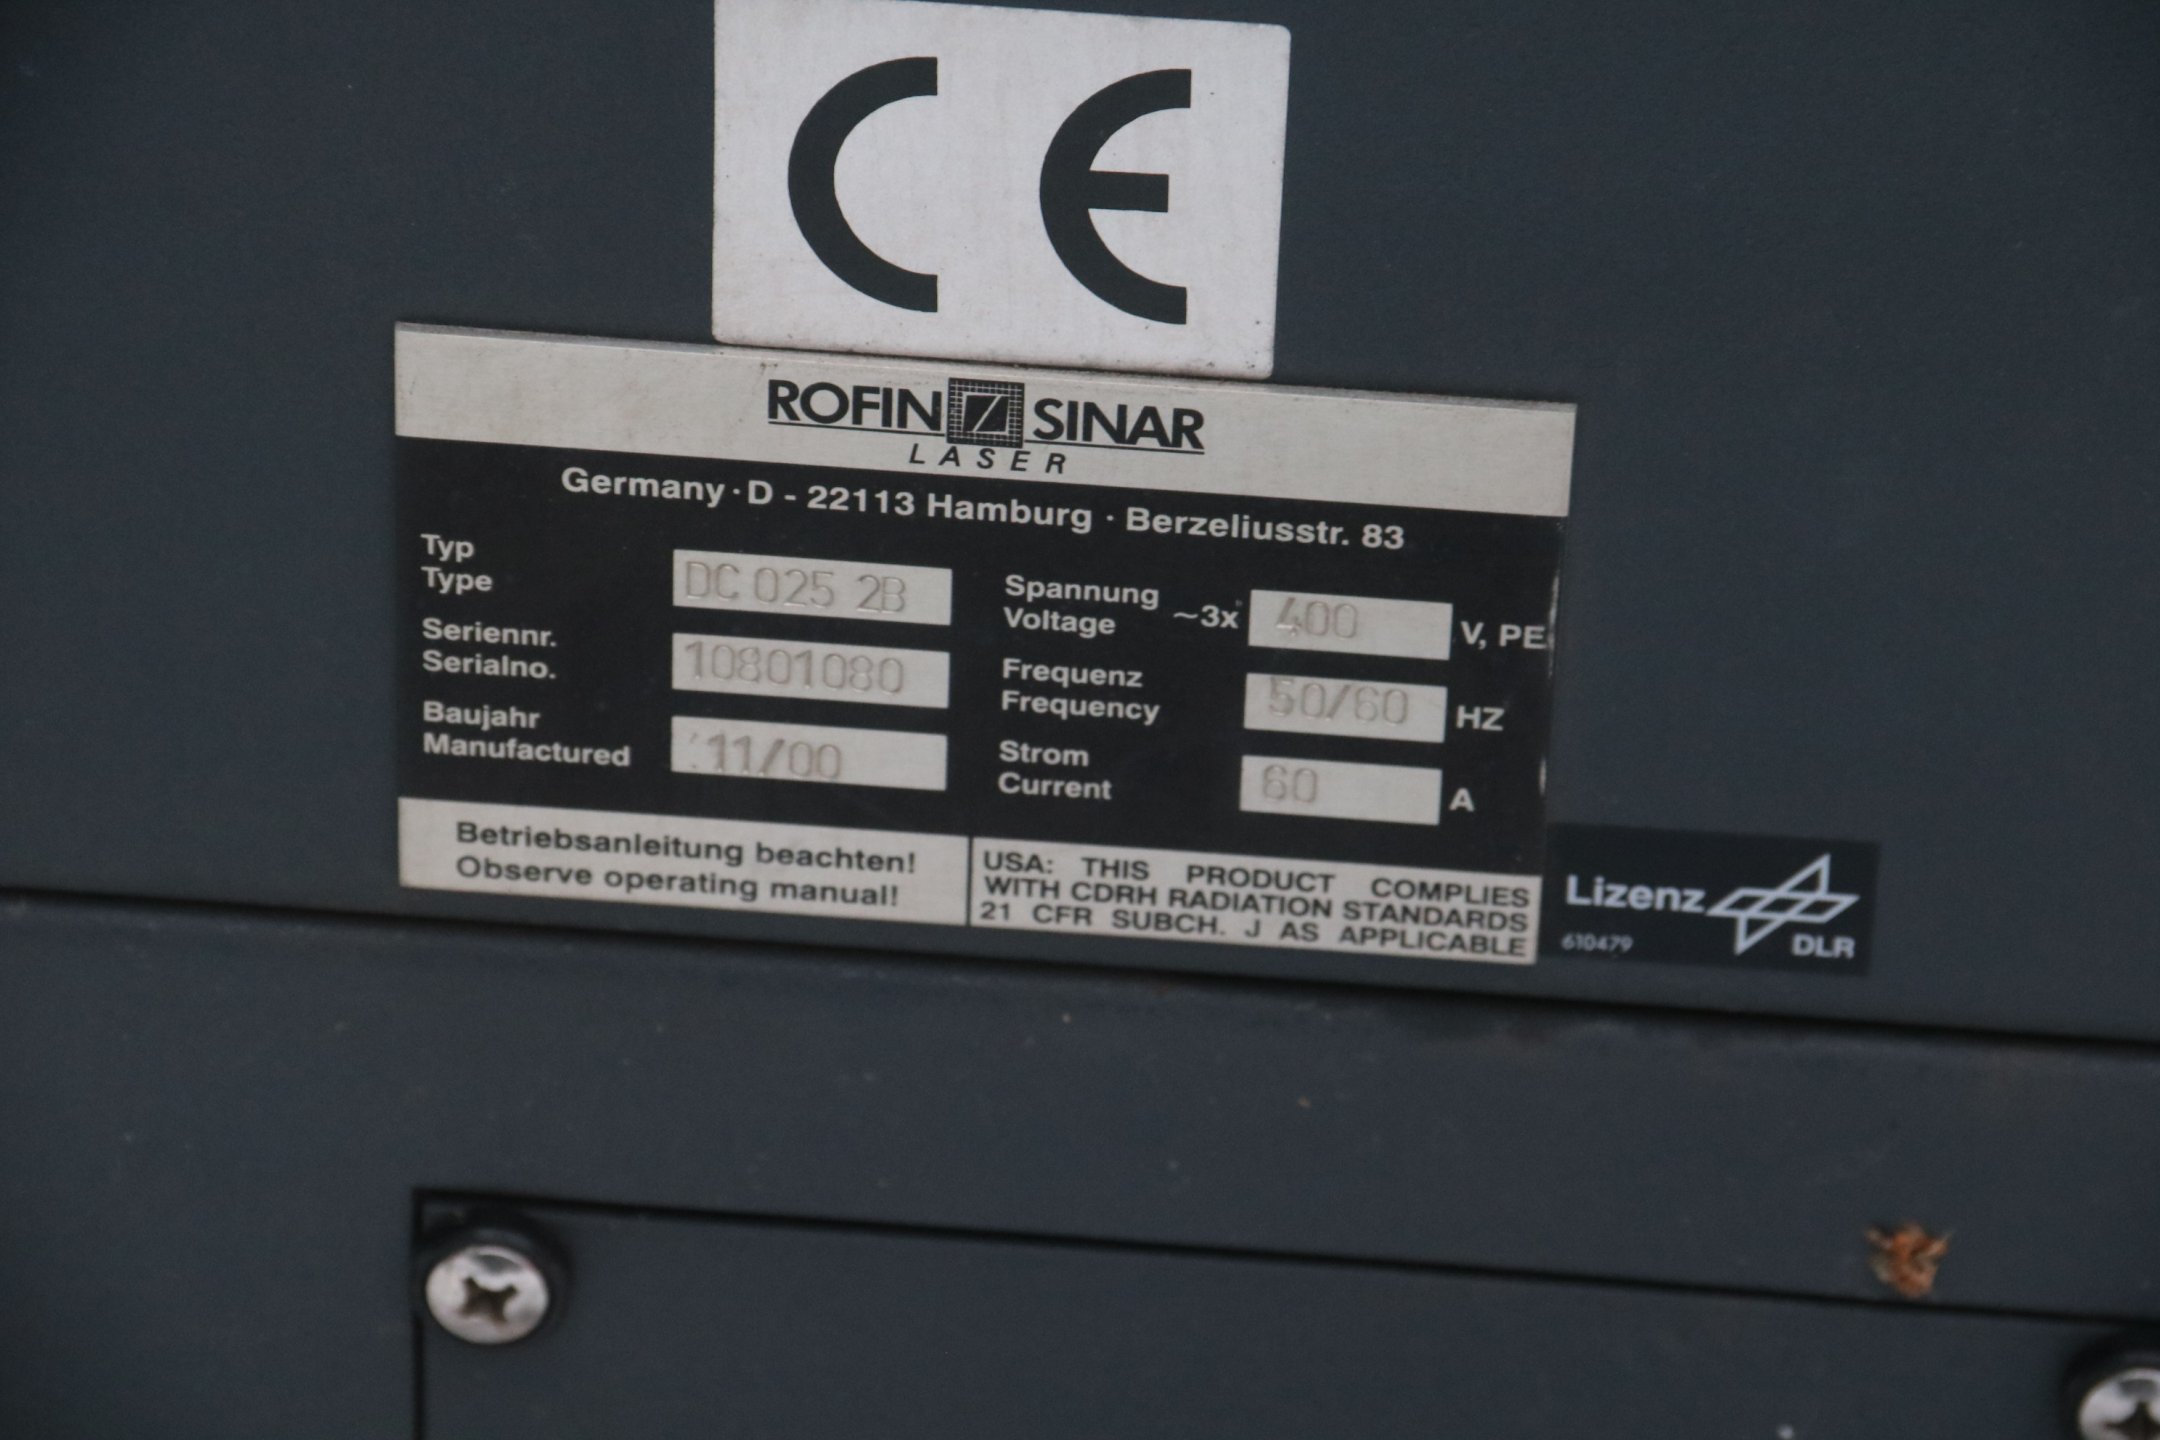 CE
ROFIN SINAR
LASER
Germany · D - 22113 Hamburg · Berzeliusstr. 83
Typ
Type
DC 025 2B
Seriennr.
Serialno.
10801080
Baujahr
Manufactured
11/00
Spannung
Voltage
~3x 400 V, PE
Frequenz
Frequency
50/60 HZ
Strom
Current
60 A
Betriebsanleitung beachten!
Observe operating manual!
USA: THIS PRODUCT COMPLIES
WITH CDRH RADIATION STANDARDS
21 CFR SUBCH. J AS APPLICABLE
Lizenz
610479
DLR